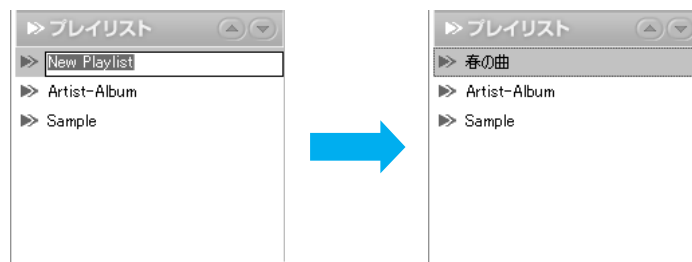 プレイリスト
New Playlist
Artist-Album
Sample
プレイリスト
春の曲
Artist-Album
Sample